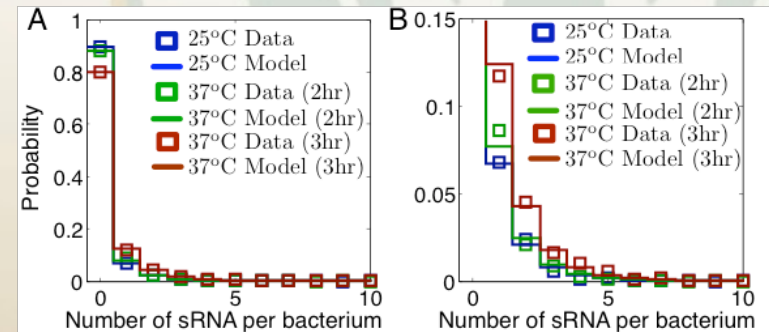 A
1
0.8
0.6
0.4
0.2
0
Probability
25°C Data
25°C Model
37°C Data (2hr)
37°C Model (2hr)
37°C Data (3hr)
37°C Model (3hr)
0 5 10
Number of sRNA per bacterium
B
0.15
0.1
0.05
0
25°C Data
25°C Model
37°C Data (2hr)
37°C Model (2hr)
37°C Data (3hr)
37°C Model (3hr)
0 5 10
Number of sRNA per bacterium